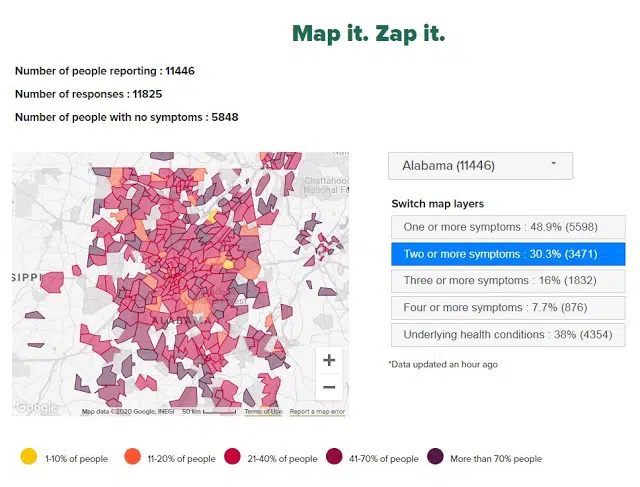 Map it. Zap it.
Number of people reporting : 11446
Number of responses : 11825
Number of people with no symptoms : 5848
Alabama (11446)
Switch map layers
One or more symptoms : 48.9% (5598)
Two or more symptoms : 30.3% (3471)
Three or more symptoms : 16% (1832)
Four or more symptoms : 7.7% (876)
Underlying health conditions : 38% (4354)
*Data updated an hour ago
Chattahooc
National F
SIPPI
ALABAMA
+
−
Google
Map data ©2020 Google, INEGI
50 km
Terms of Use
Report a map error
1-10% of people
11-20% of people
21-40% of people
41-70% of people
More than 70% people